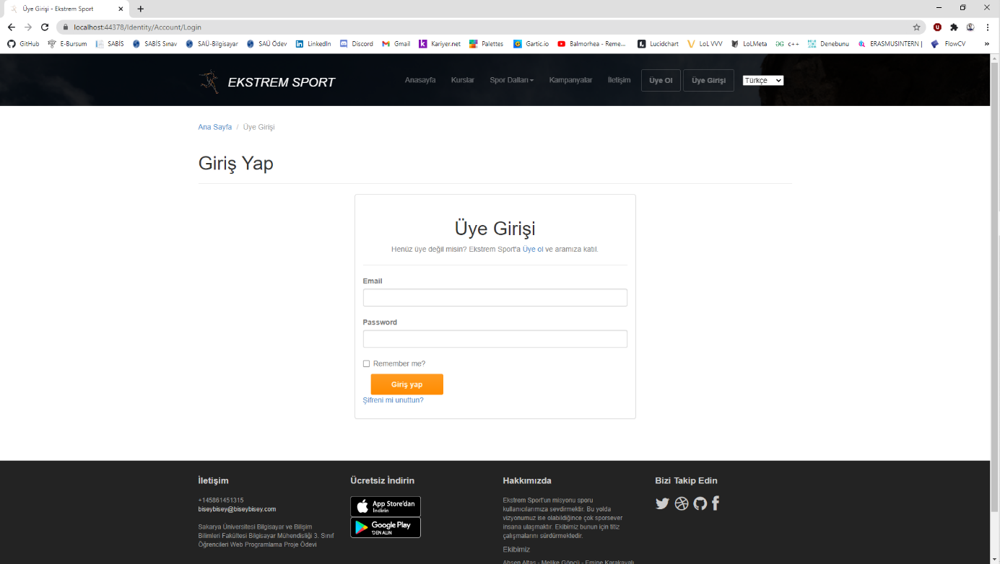 Üye Girişi - Ekstrem Sport
localhost:44378/Identity/Account/Login
GitHub E-Bursum SABİS SABİS Sınav SAÜ-Bilgisayar SAÜ Ödev LinkedIn Discord Gmail Kariyer.net Palettes Gartic.io Balmorhea - Reme... Lucidchart LoL VVV LoLMeta c++ Denebunu ERASMUSINTERN | FlowCV »
EKSTREM SPORT Anasayfa Kurslar Spor Dalları Kampanyalar İletişim Üye Ol Üye Girişi Türkçe
Ana Sayfa / Üye Girişi
Giriş Yap
Üye Girişi
Henüz üye değil misin? Ekstrem Sport'a Üye ol ve aramıza katıl.
Email
Password
Remember me?
Giriş yap
Şifreni mi unuttun?
İletişim
+145861451315
biseybisey@biseybisey.com
Sakarya Üniversitesi Bilgisayar ve Bilişim
Bilimleri Fakültesi Bilgisayar Mühendisliği 3. Sınıf
Öğrencileri Web Programlama Proje Ödevi
Ücretsiz İndirin
App Store'dan
İndirin
Google Play
'DEN ALIN
Hakkımızda
Ekstrem Sport'un misyonu sporu
kullanıcılarımıza sevdirmektir. Bu yolda
vizyonumuz ise olabildiğince çok sporsever
insana ulaşmaktır. Ekibimiz bunun için titiz
çalışmalarını sürdürmektedir.
Ekibimiz
Ahsen Altaş - Melike Göncü - Emine Karakavalı
Bizi Takip Edin